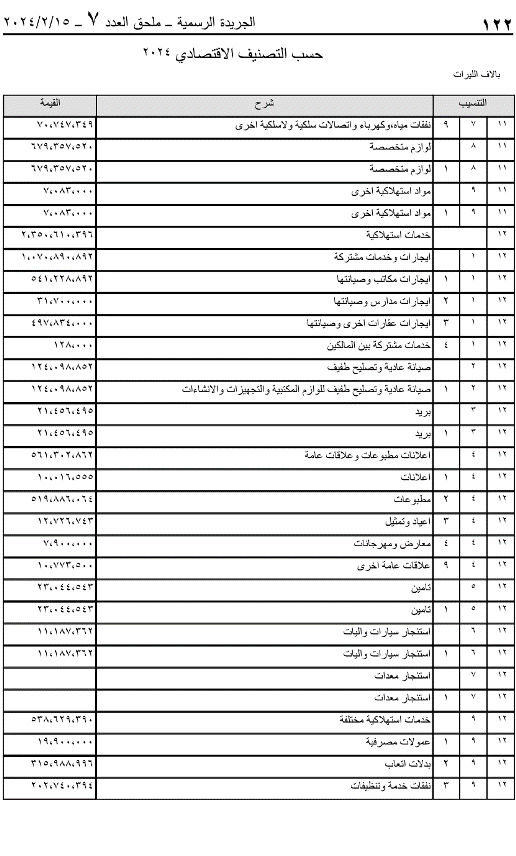 ١٢٢ الجريدة الرسمية ـ ملحق العدد ٧ ـ ٢٠٢٤/٢/١٥
حسب التصنيف الاقتصادي ٢٠٢٤
بالاف الليرات
التنسيب شرح القيمة
١١ ٧ ٩ نفقات مياه،وكهرباء واتصالات سلكية ولاسلكية اخرى ٧٠،٧٤٧،٣٤٩
١١ ٨ لوازم متخصصة ٦٧٩،٣٥٧،٥٢٠
١١ ٨ ١ لوازم متخصصة ٦٧٩،٣٥٧،٥٢٠
١١ ٩ مواد استهلاكية اخرى ٧،٠٨٣،٠٠٠
١١ ٩ ١ مواد استهلاكية اخرى ٧،٠٨٣،٠٠٠
١٢ خدمات استهلاكية ٢،٣٥٠،٦١٠،٣٩٦
١٢ ١ ايجارات وخدمات مشتركة ١،٠٧٠،٨٩٠،٨٩٢
١٢ ١ ١ ايجارات مكاتب وصيانتها ٥٤١،٢٢٨،٨٩٢
١٢ ١ ٢ ايجارات مدارس وصيانتها ٣١،٧٠٠،٠٠٠
١٢ ١ ٣ ايجارات عقارات اخرى وصيانتها ٤٩٧،٨٣٤،٠٠٠
١٢ ١ ٤ خدمات مشتركة بين المالكين ١٢٨،٠٠٠
١٢ ٢ صيانة عادية وتصليح طفيف ١٢٤،٠٩٨،٨٥٢
١٢ ٢ ١ صيانة عادية وتصليح طفيف للوازم المكتبية والتجهيزات والانشاءات ١٢٤،٠٩٨،٨٥٢
١٢ ٣ بريد ٢١،٤٥٦،٤٩٥
١٢ ٣ ١ بريد ٢١،٤٥٦،٤٩٥
١٢ ٤ اعلانات مطبوعات وعلاقات عامة ٥٦١،٣٠٢،٨٦٢
١٢ ٤ ١ اعلانات ١٠،٠١٦،٥٥٥
١٢ ٤ ٢ مطبوعات ٥١٩،٨٨٦،٠٦٤
١٢ ٤ ٣ اعياد وتمثيل ١٢،٧٢٦،٧٤٣
١٢ ٤ ٤ معارض ومهرجانات ٧،٩٠٠،٠٠٠
١٢ ٤ ٩ علاقات عامة اخرى ١٠،٧٧٣،٥٠٠
١٢ ٥ تامين ٢٣،٠٤٤،٥٤٣
١٢ ٥ ١ تامين ٢٣،٠٤٤،٥٤٣
١٢ ٦ استئجار سيارات واليات ١١،١٨٧،٣٦٢
١٢ ٦ ١ استئجار سيارات واليات ١١،١٨٧،٣٦٢
١٢ ٧ استئجار معدات
١٢ ٧ ١ استئجار معدات
١٢ ٩ خدمات استهلاكية مختلفة ٥٣٨،٦٢٩،٣٩٠
١٢ ٩ ١ عمولات مصرفية ١٩،٩٠٠،٠٠٠
١٢ ٩ ٢ بدلات اتعاب ٣١٥،٩٨٨،٩٩٦
١٢ ٩ ٣ نفقات خدمة وتنظيفات ٢٠٢،٧٤٠،٣٩٤